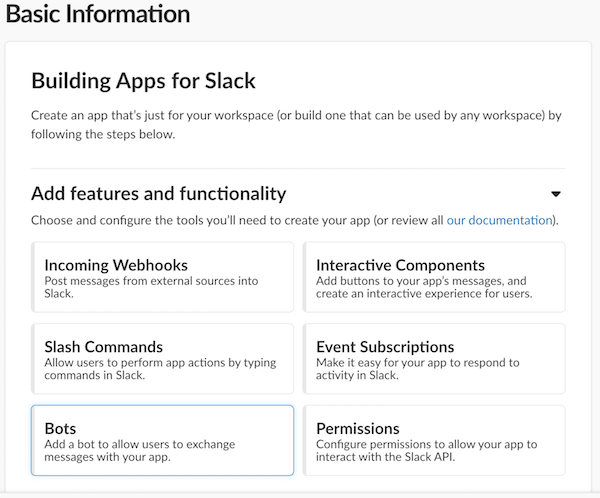 Basic Information
Building Apps for Slack
Create an app that's just for your workspace (or build one that can be used by any workspace) by
following the steps below.
Add features and functionality
Choose and configure the tools you'll need to create your app (or review all our documentation).
Incoming Webhooks
Post messages from external sources into
Slack.
Interactive Components
Add buttons to your app's messages, and
create an interactive experience for users.
Slash Commands
Allow users to perform app actions by typing
commands in Slack.
Event Subscriptions
Make it easy for your app to respond to
activity in Slack.
Bots
Add a bot to allow users to exchange
messages with your app.
Permissions
Configure permissions to allow your app to
interact with the Slack API.